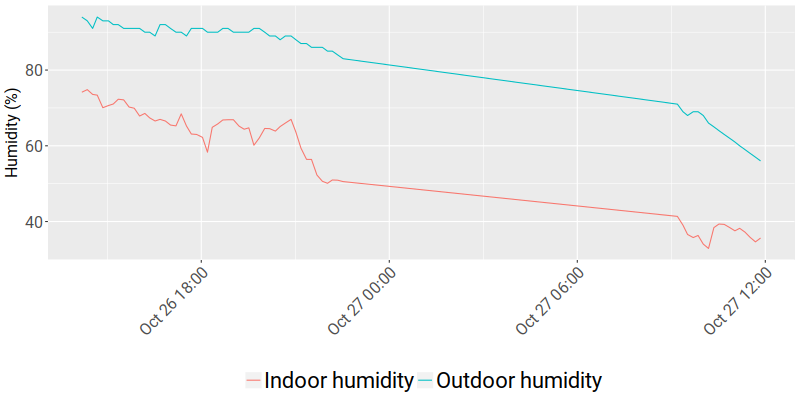 Humidity (%)
80
60
40
Oct 26 18:00
Oct 27 00:00
Oct 27 06:00
Oct 27 12:00
Indoor humidity
Outdoor humidity